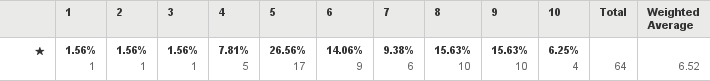 1 2 3 4 5 6 7 8 9 10 Total Weighted
Average
★ 1.56% 1.56% 1.56% 7.81% 26.56% 14.06% 9.38% 15.63% 15.63% 6.25%
1 1 1 5 17 9 6 10 10 4 64 6.52